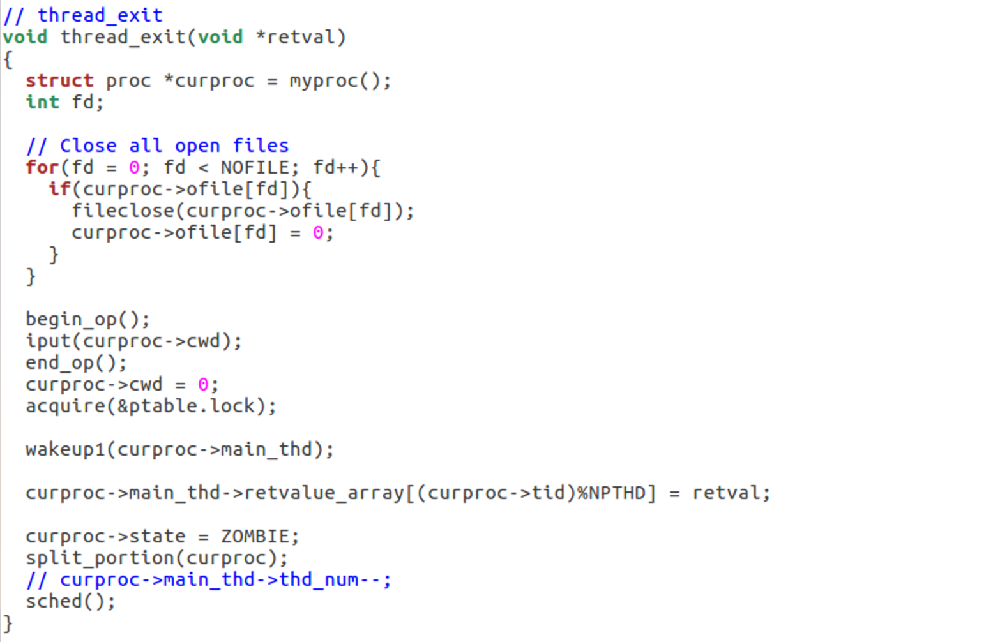 // thread_exit
void thread_exit(void *retval)
{
  struct proc *curproc = myproc();
  int fd;

  // Close all open files
  for(fd = 0; fd < NOFILE; fd++){
    if(curproc->ofile[fd]){
      fileclose(curproc->ofile[fd]);
      curproc->ofile[fd] = 0;
    }
  }

  begin_op();
  iput(curproc->cwd);
  end_op();
  curproc->cwd = 0;
  acquire(&ptable.lock);

  wakeup1(curproc->main_thd);

  curproc->main_thd->retvalue_array[(curproc->tid)%NPTHD] = retval;

  curproc->state = ZOMBIE;
  split_portion(curproc);
  // curproc->main_thd->thd_num--;
  sched();
}